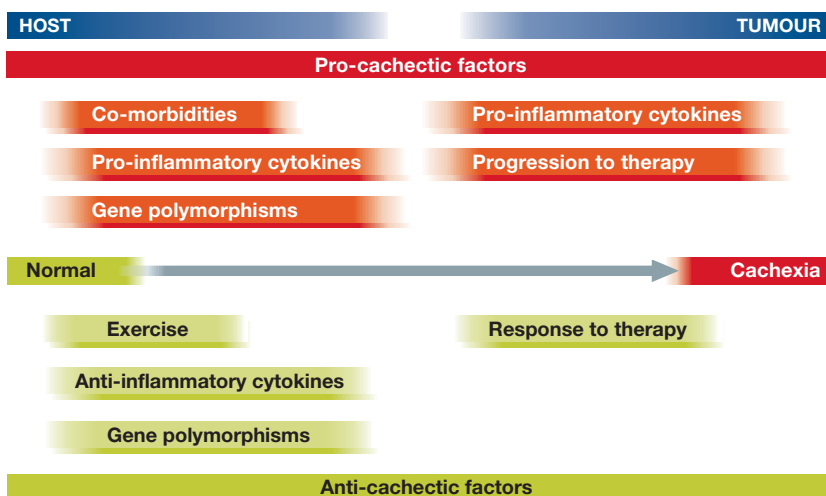 HOST
TUMOUR
Pro-cachectic factors
Co-morbidities
Pro-inflammatory cytokines
Pro-inflammatory cytokines
Progression to therapy
Gene polymorphisms
Normal
Cachexia
Exercise
Response to therapy
Anti-inflammatory cytokines
Gene polymorphisms
Anti-cachectic factors